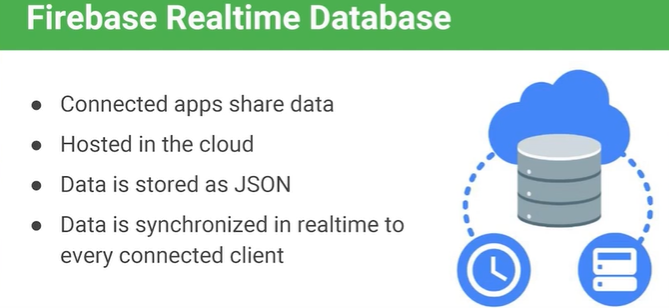 Firebase Realtime Database
● Connected apps share data
● Hosted in the cloud
● Data is stored as JSON
● Data is synchronized in realtime to
every connected client